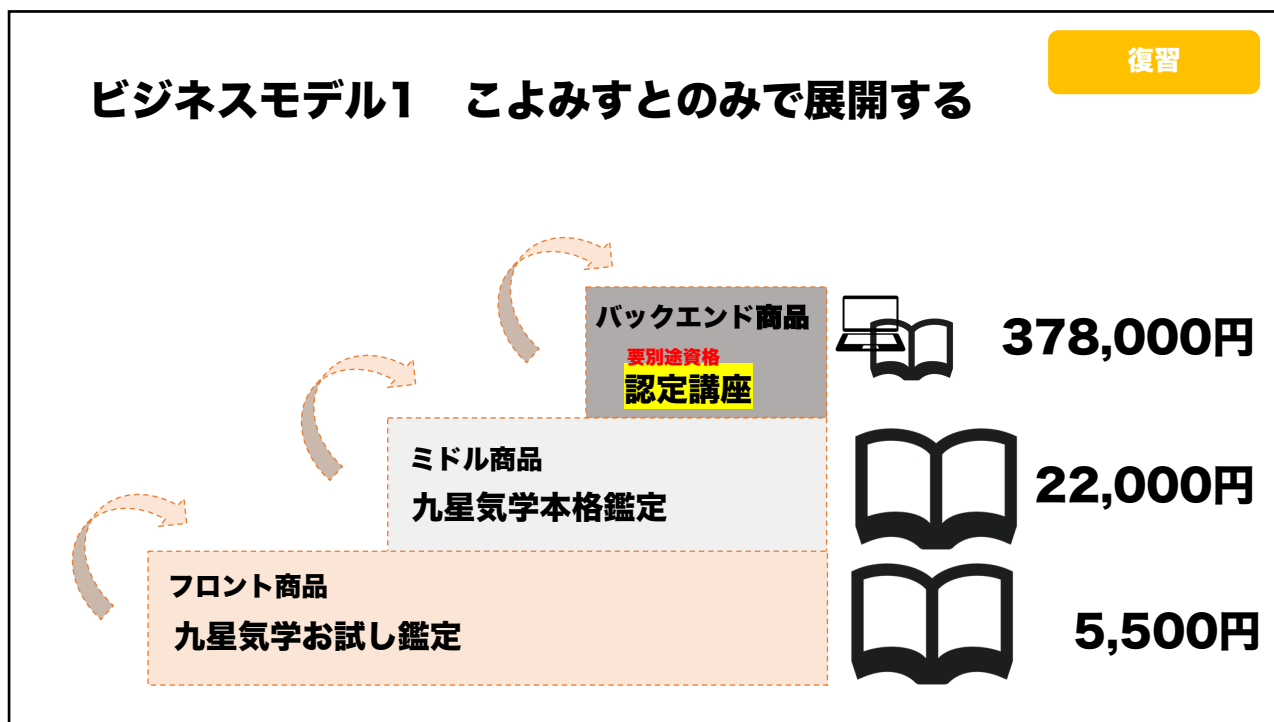 復習
ビジネスモデル1　こよみすとのみで展開する
バックエンド商品
要別途資格
認定講座
378,000円
ミドル商品
九星気学本格鑑定
22,000円
フロント商品
九星気学お試し鑑定
5,500円